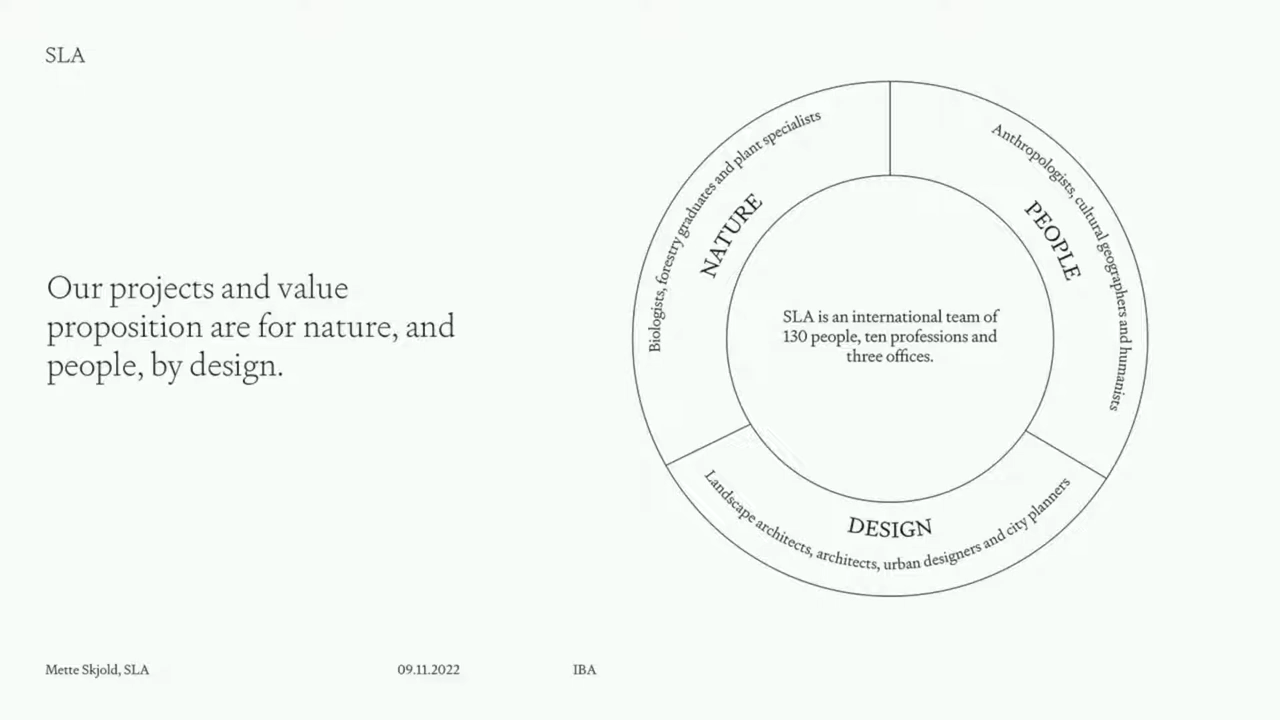 SLA
Our projects and value
proposition are for nature, and
people, by design.
Biologists, forestry graduates and plant specialists
NATURE
Anthropologists, cultural geographers and humanists
PEOPLE
SLA is an international team of
130 people, ten professions and
three offices.
DESIGN
Landscape architects, architects, urban designers and city planners
Mette Skjold, SLA
09.11.2022
IBA